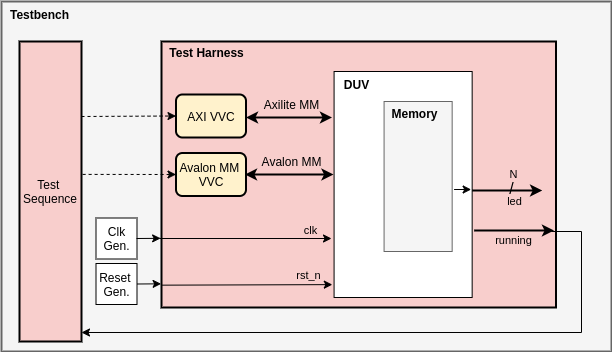 Testbench
Test
Sequence
Test Harness
AXI VVC
Axilite MM
Avalon MM
VVC
Avalon MM
DUV
Memory
N
led
running
Clk
Gen.
clk
Reset
Gen.
rst_n